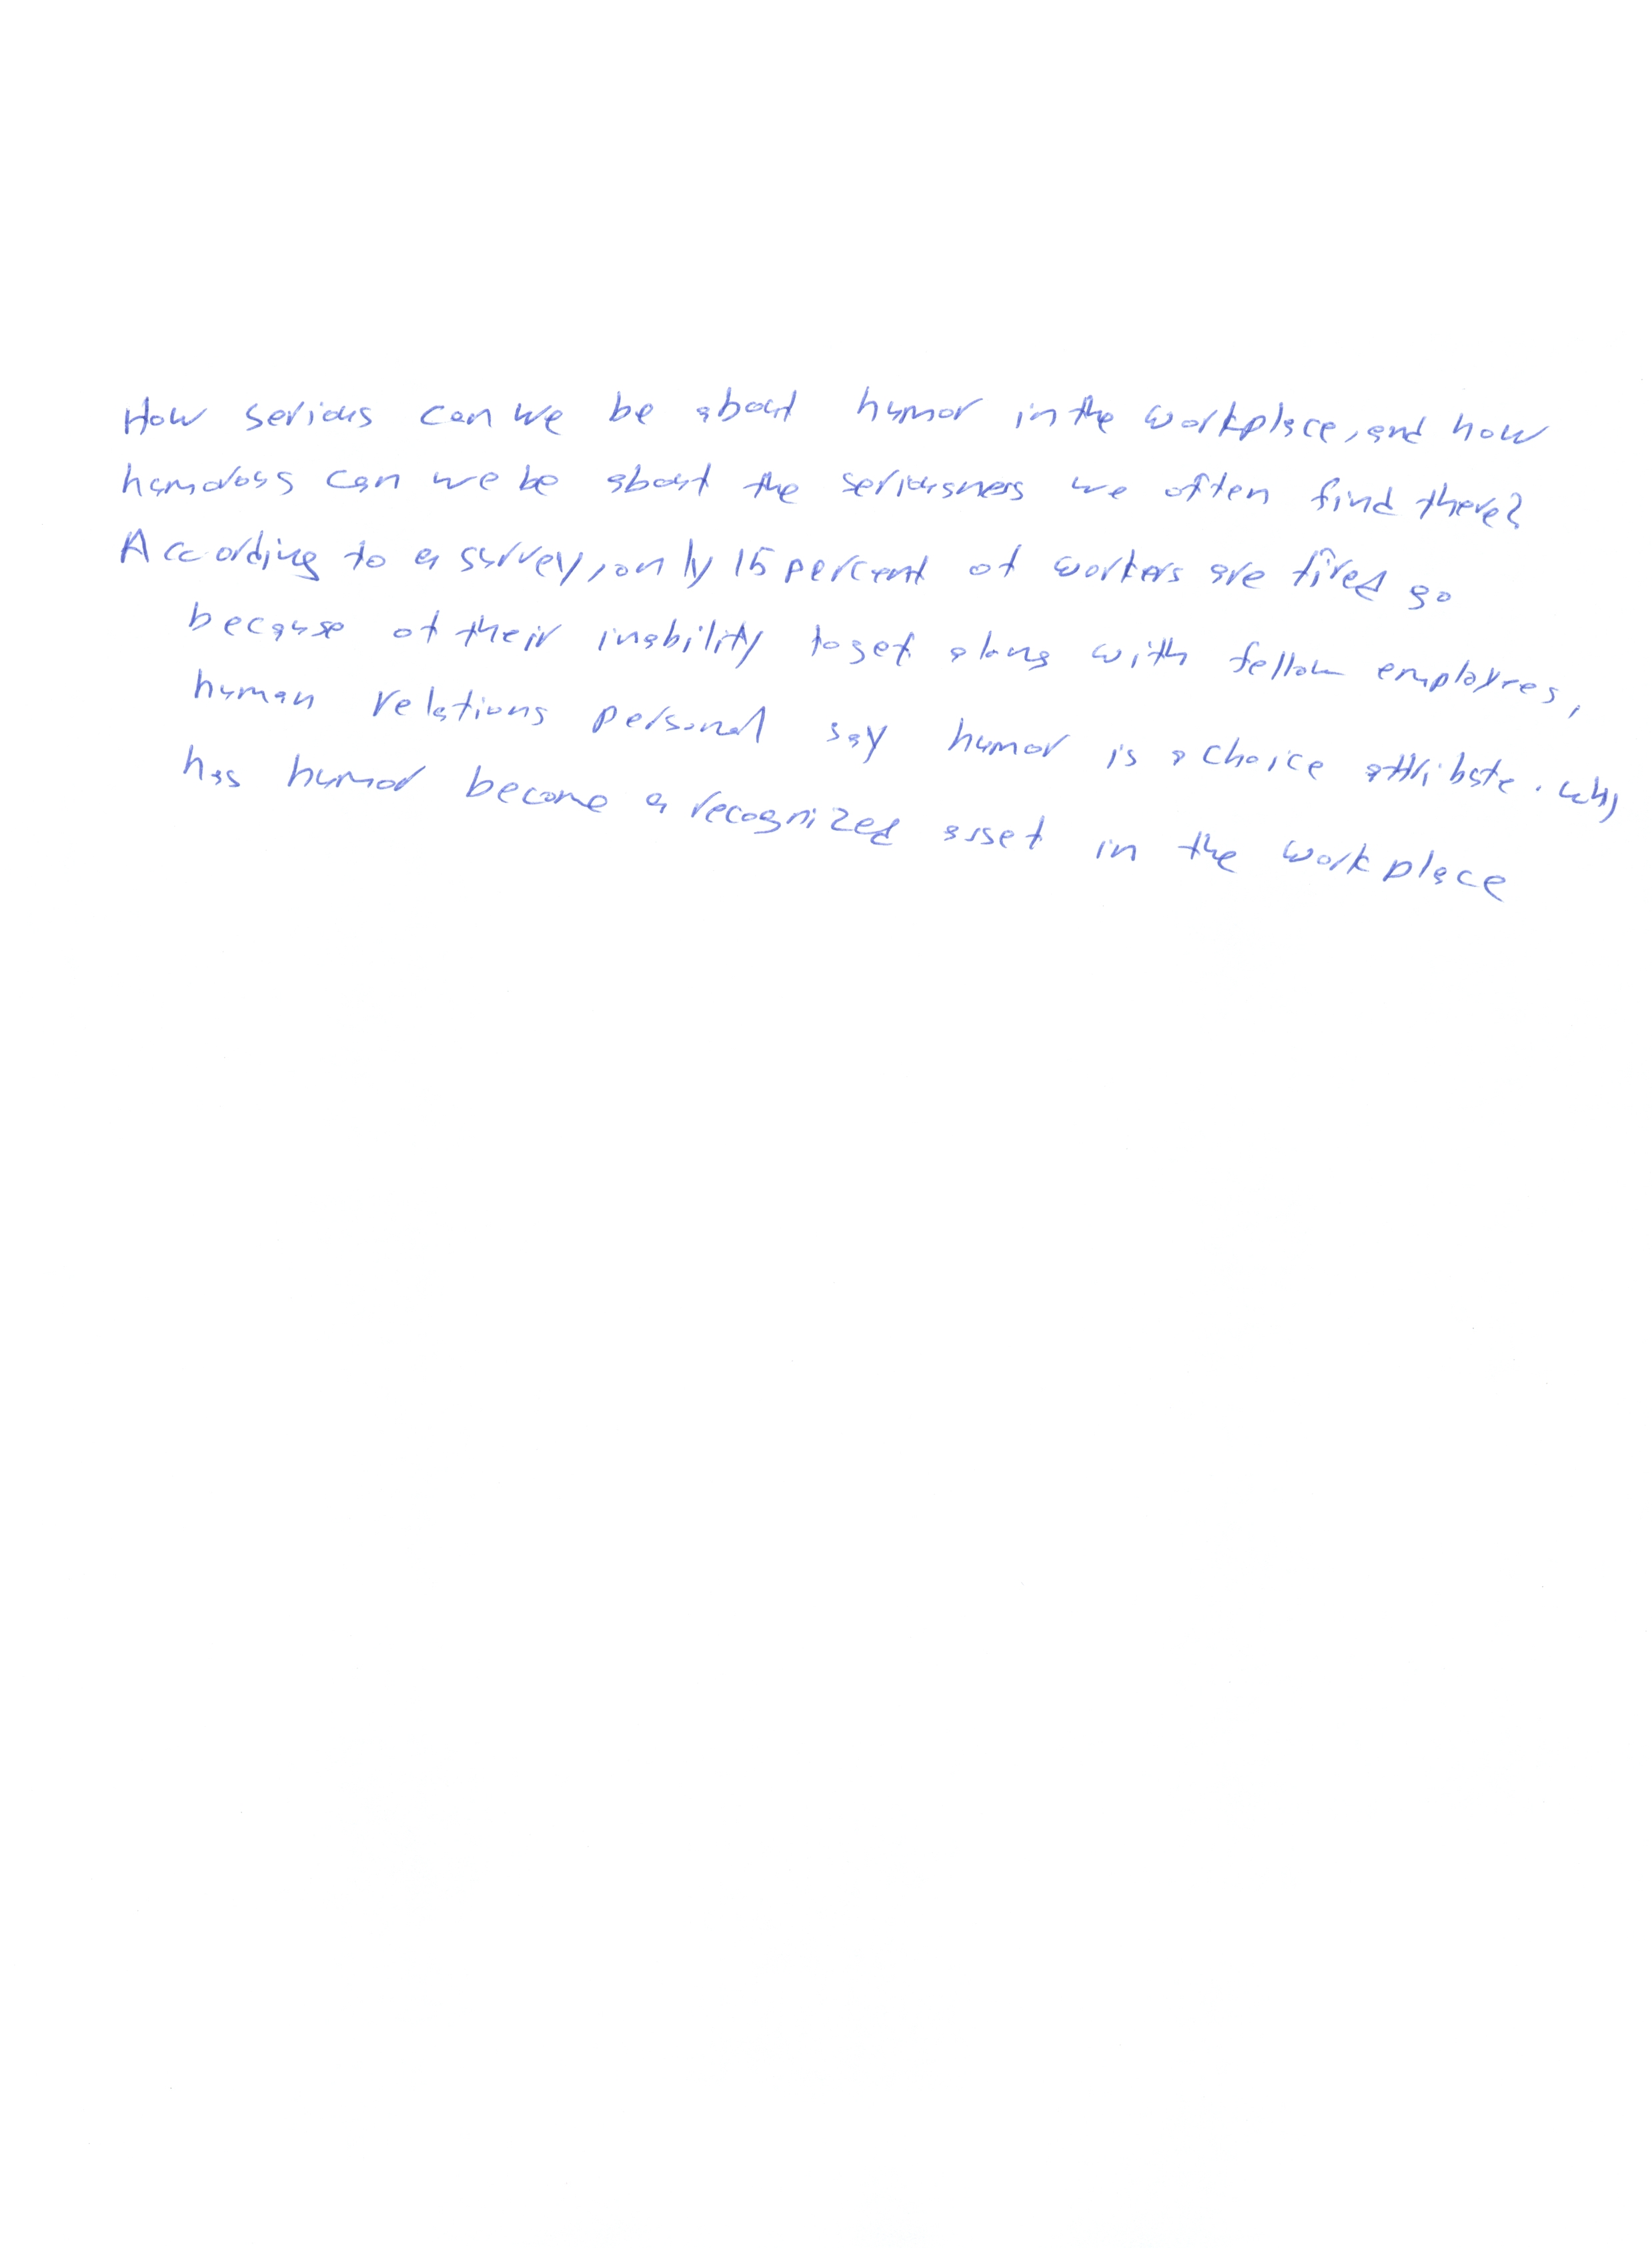 How serious can we be about humor in the workplace, and how
humorous can we be about the seriousness we often find there?
According to a survey, only 15 percent of workers are fired go
because of their inability to get along with fellow employees,
human relations personal say humor is a choice attribute. why
has humor become a recognized asset in the workplace